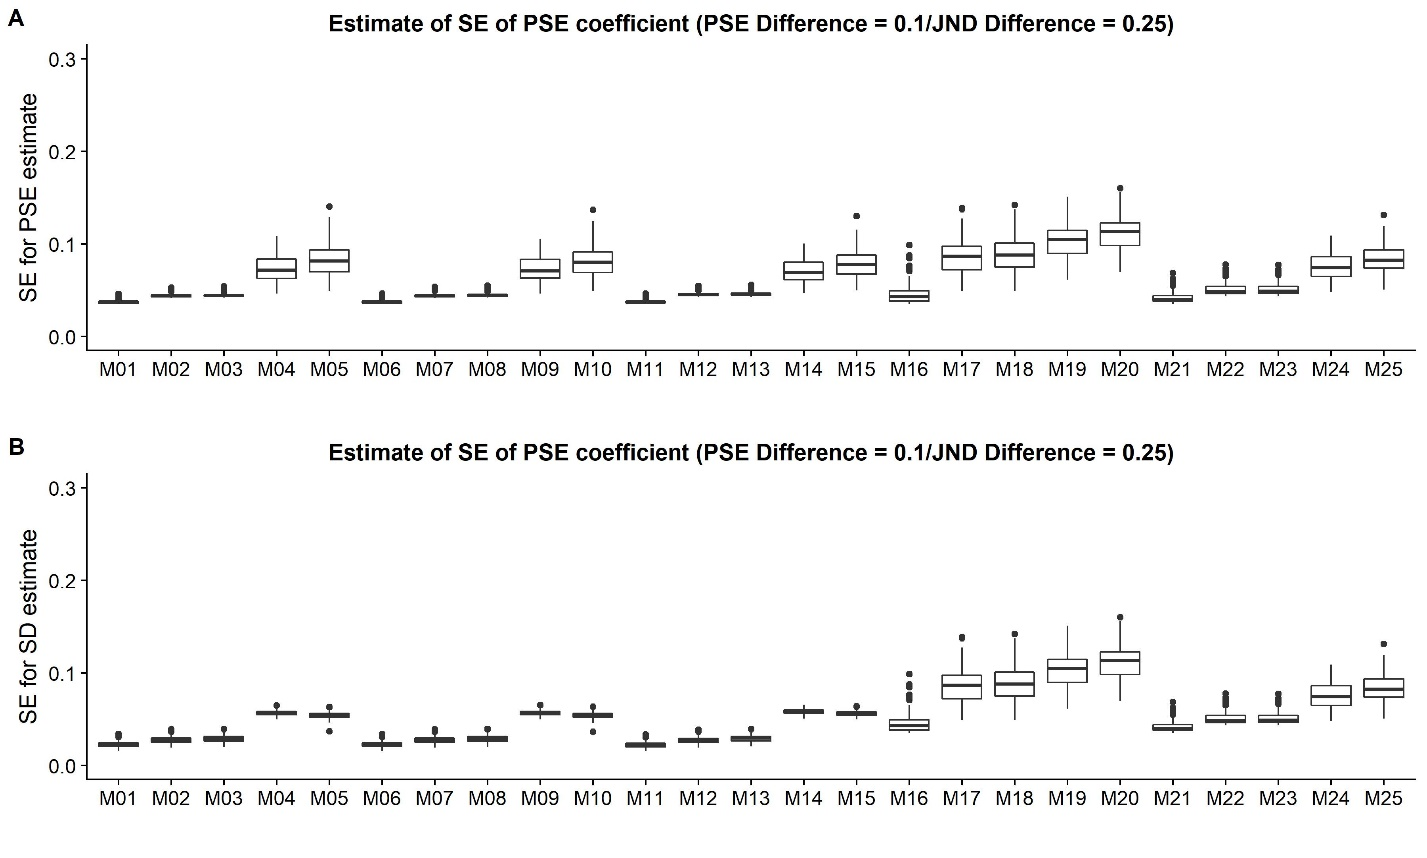 A
Estimate of SE of PSE coefficient (PSE Difference = 0.1/JND Difference = 0.25)
SE for PSE estimate
0.3
0.2
0.1
0.0
M01 M02 M03 M04 M05 M06 M07 M08 M09 M10 M11 M12 M13 M14 M15 M16 M17 M18 M19 M20 M21 M22 M23 M24 M25
B
Estimate of SE of PSE coefficient (PSE Difference = 0.1/JND Difference = 0.25)
SE for SD estimate
0.3
0.2
0.1
0.0
M01 M02 M03 M04 M05 M06 M07 M08 M09 M10 M11 M12 M13 M14 M15 M16 M17 M18 M19 M20 M21 M22 M23 M24 M25